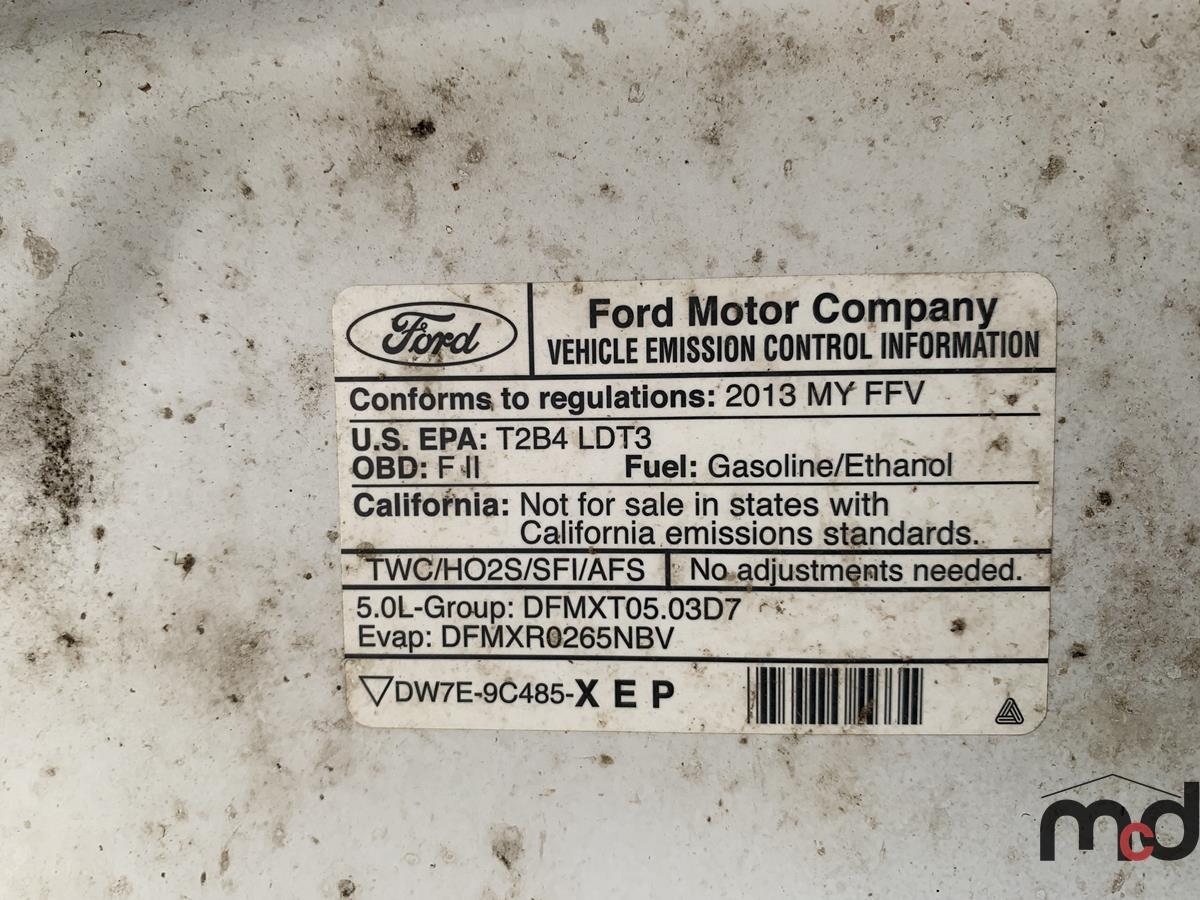 Ford
Ford Motor Company
VEHICLE EMISSION CONTROL INFORMATION
Conforms to regulations: 2013 MY FFV
U.S. EPA: T2B4 LDT3
OBD: F II Fuel: Gasoline/Ethanol
California: Not for sale in states with
California emissions standards.
TWC/HO2S/SFI/AFS No adjustments needed.
5.0L-Group: DFMXT05.03D7
Evap: DFMXR0265NBV
DW7E-9C485-XEP
mcd